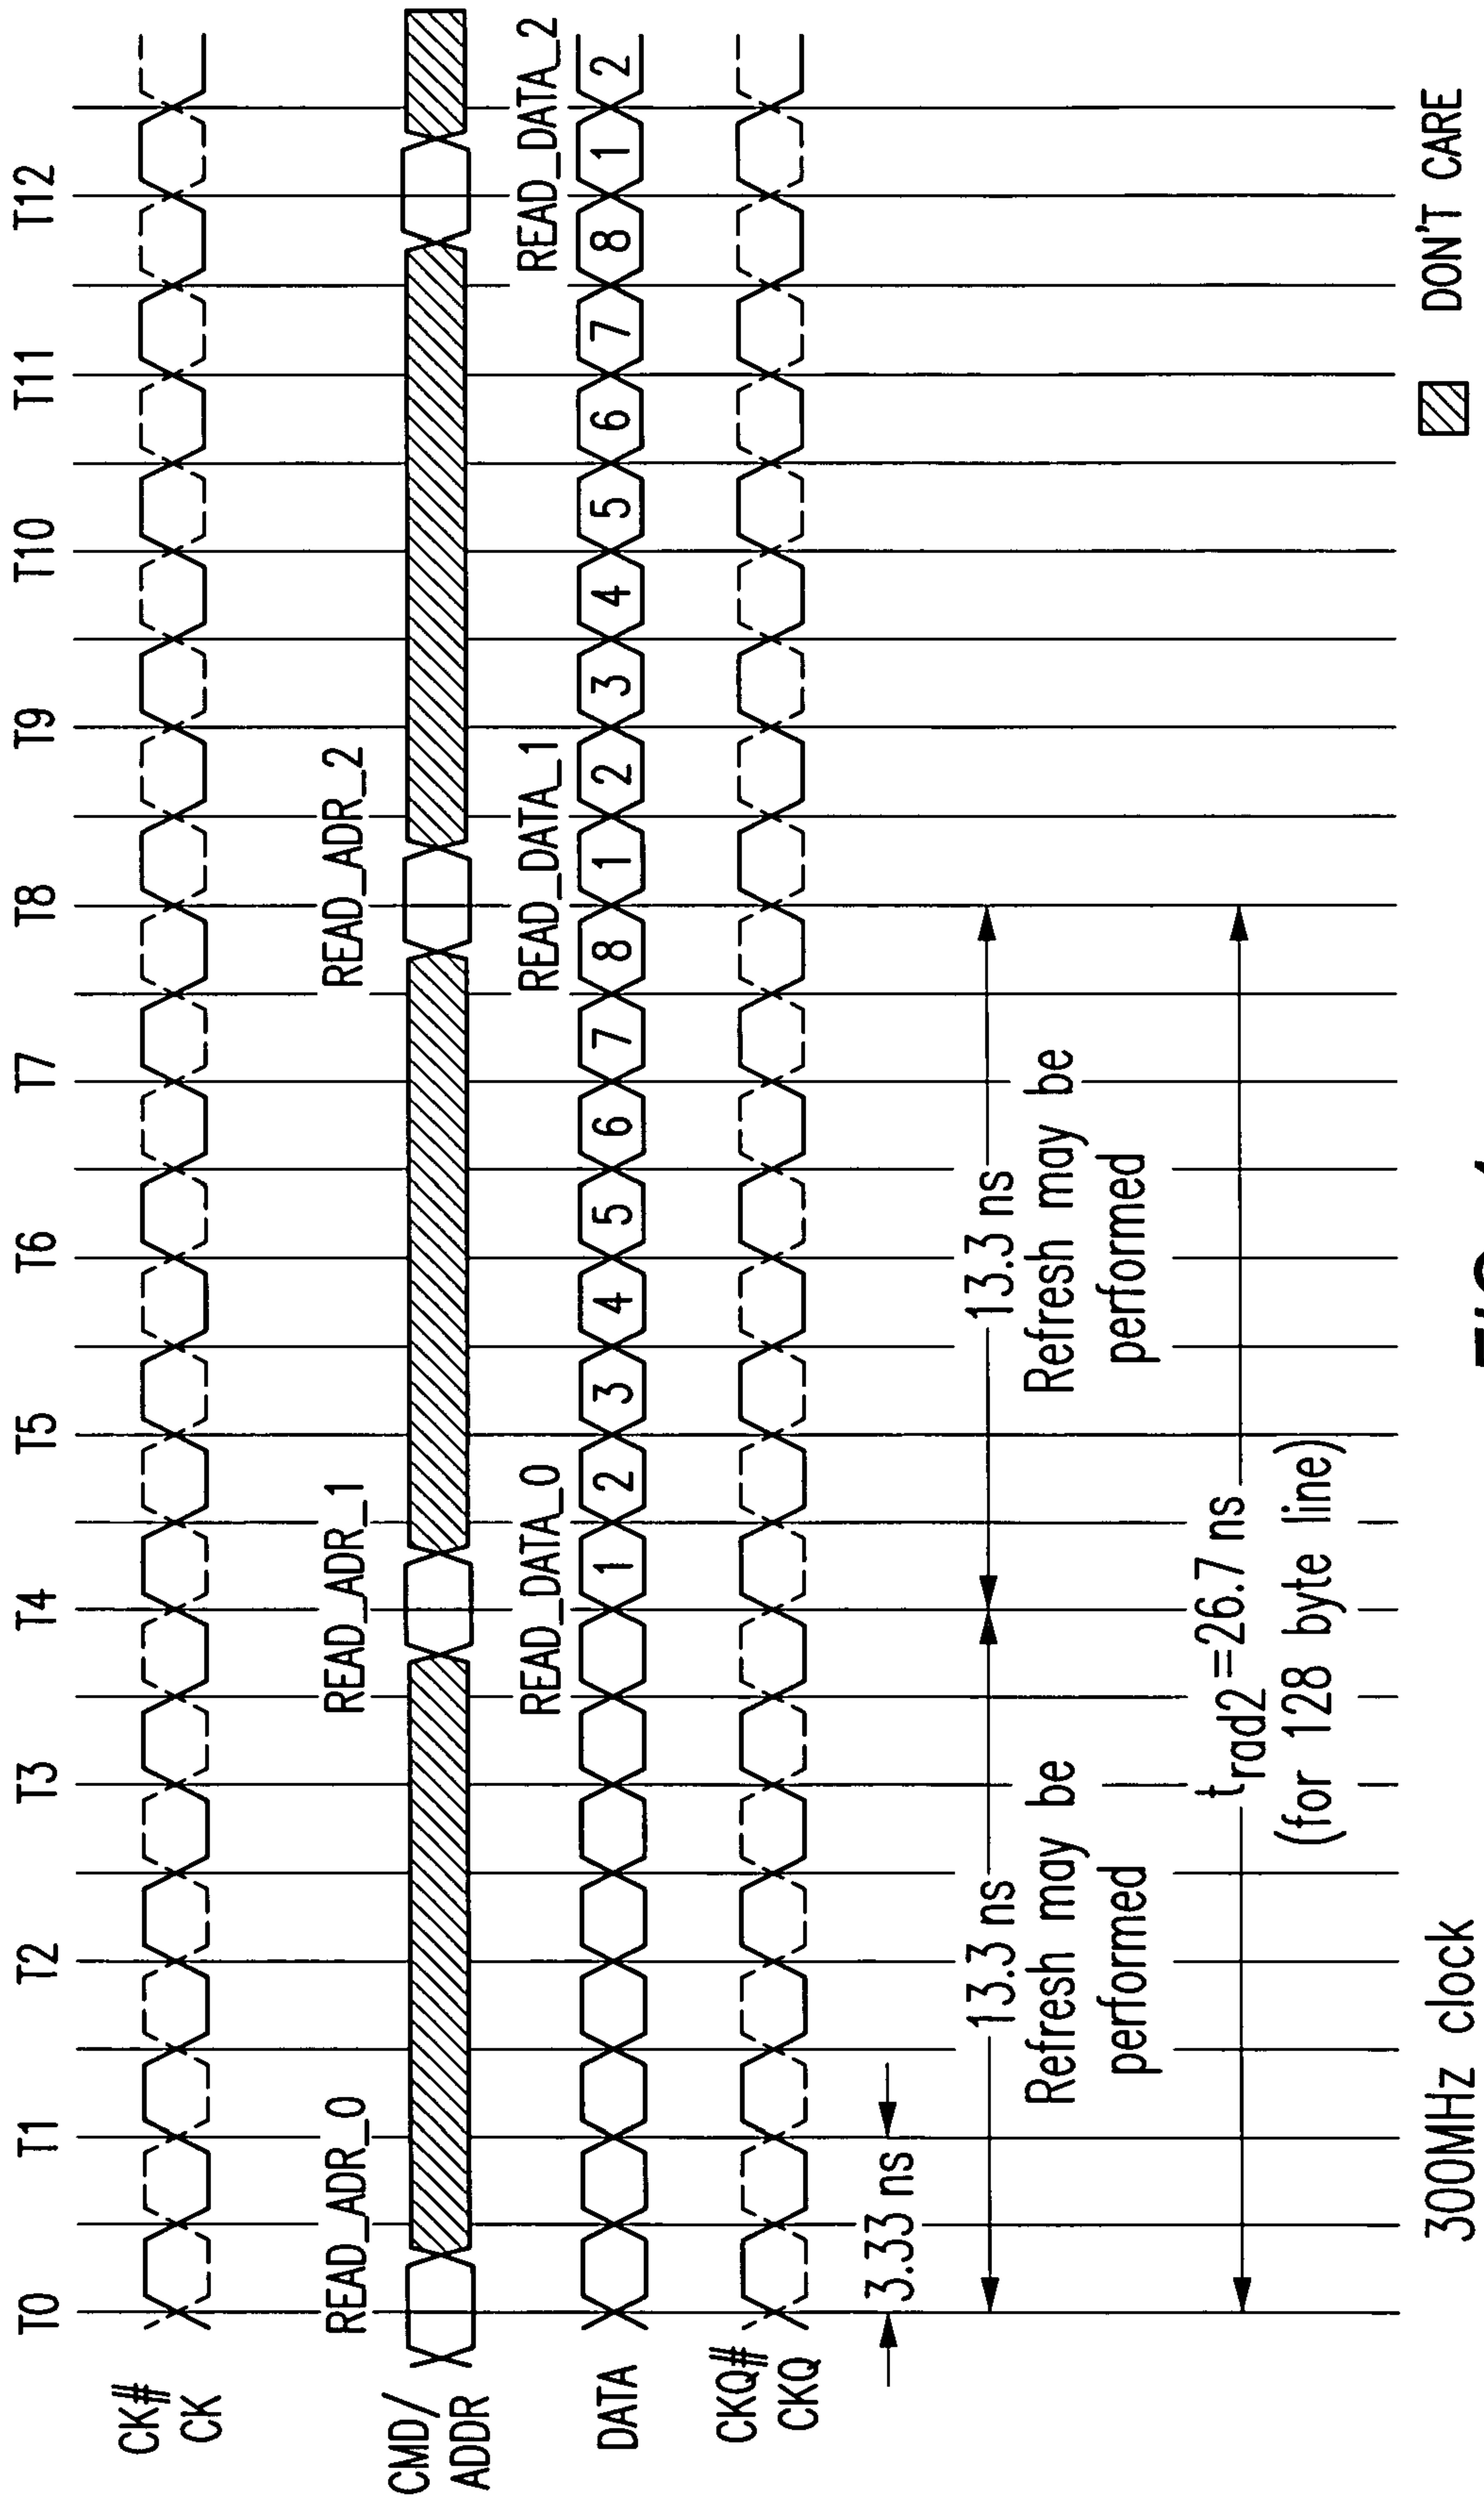 T0 T1 T2 T3 T4 T5 T6 T7 T8 T9 T10 T11 T12
CK#
CK
READ_ADR_0 READ_ADR_1 READ_ADR_2
CMD/
ADDR
READ_DATA_0 READ_DATA_1 READ_DATA_2
DATA 1 2 3 4 5 6 7 8 1 2 3 4 5 6 7 8 1 2
CKQ#
CKQ
3.33 ns
13.3 ns 13.3 ns
Refresh may be Refresh may be
performed performed
trad2 =26.7 ns
(for 128 byte line)
300MHz clock DON'T CARE